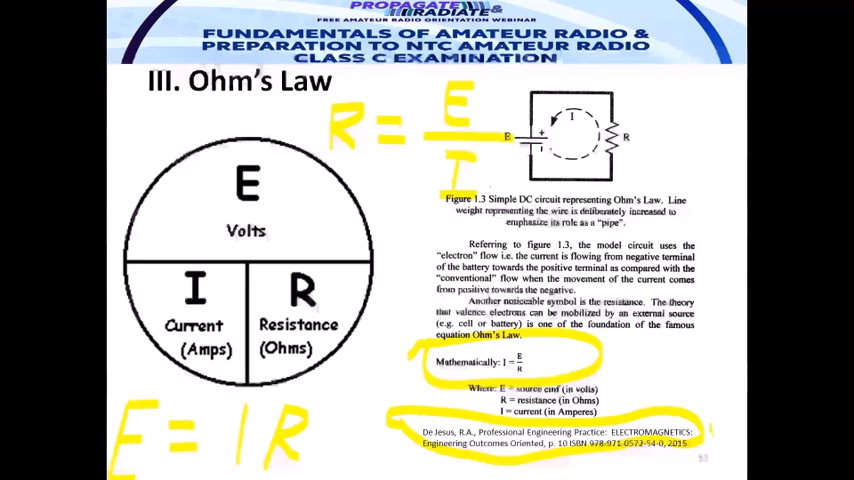 PROPAGATE &
RADIATE
FREE AMATEUR RADIO ORIENTATION WEBINAR
FUNDAMENTALS OF AMATEUR RADIO &
PREPARATION TO NTC AMATEUR RADIO
CLASS C EXAMINATION
III. Ohm's Law
R = E
I
E
Volts
I
Current
(Amps)
R
Resistance
(Ohms)
E = IR
E
+
-
I
R
Figure 1.3 Simple DC circuit representing Ohm's Law. Line
weight representing the wire is deliberately increased to
emphasize its role as a "pipe".
Referring to figure 1.3, the model circuit uses the
"electron" flow i.e. the current is flowing from negative terminal
of the battery towards the positive terminal as compared with the
"conventional" flow when the movement of the current comes
from positive towards the negative.
Another noticeable symbol is the resistance. The theory
that valence electrons can be mobilized by an external source
(e.g. cell or battery) is one of the foundation of the famous
equation Ohm's Law.
Mathematically: I = E
R
Where: E = source emf (in volts)
R = resistance (in Ohms)
I = current (in Amperes)
De Jesus, R.A., Professional Engineering Practice: ELECTROMAGNETICS:
Engineering Outcomes Oriented, p. 10 ISBN 978-971-0572-54-0, 2015